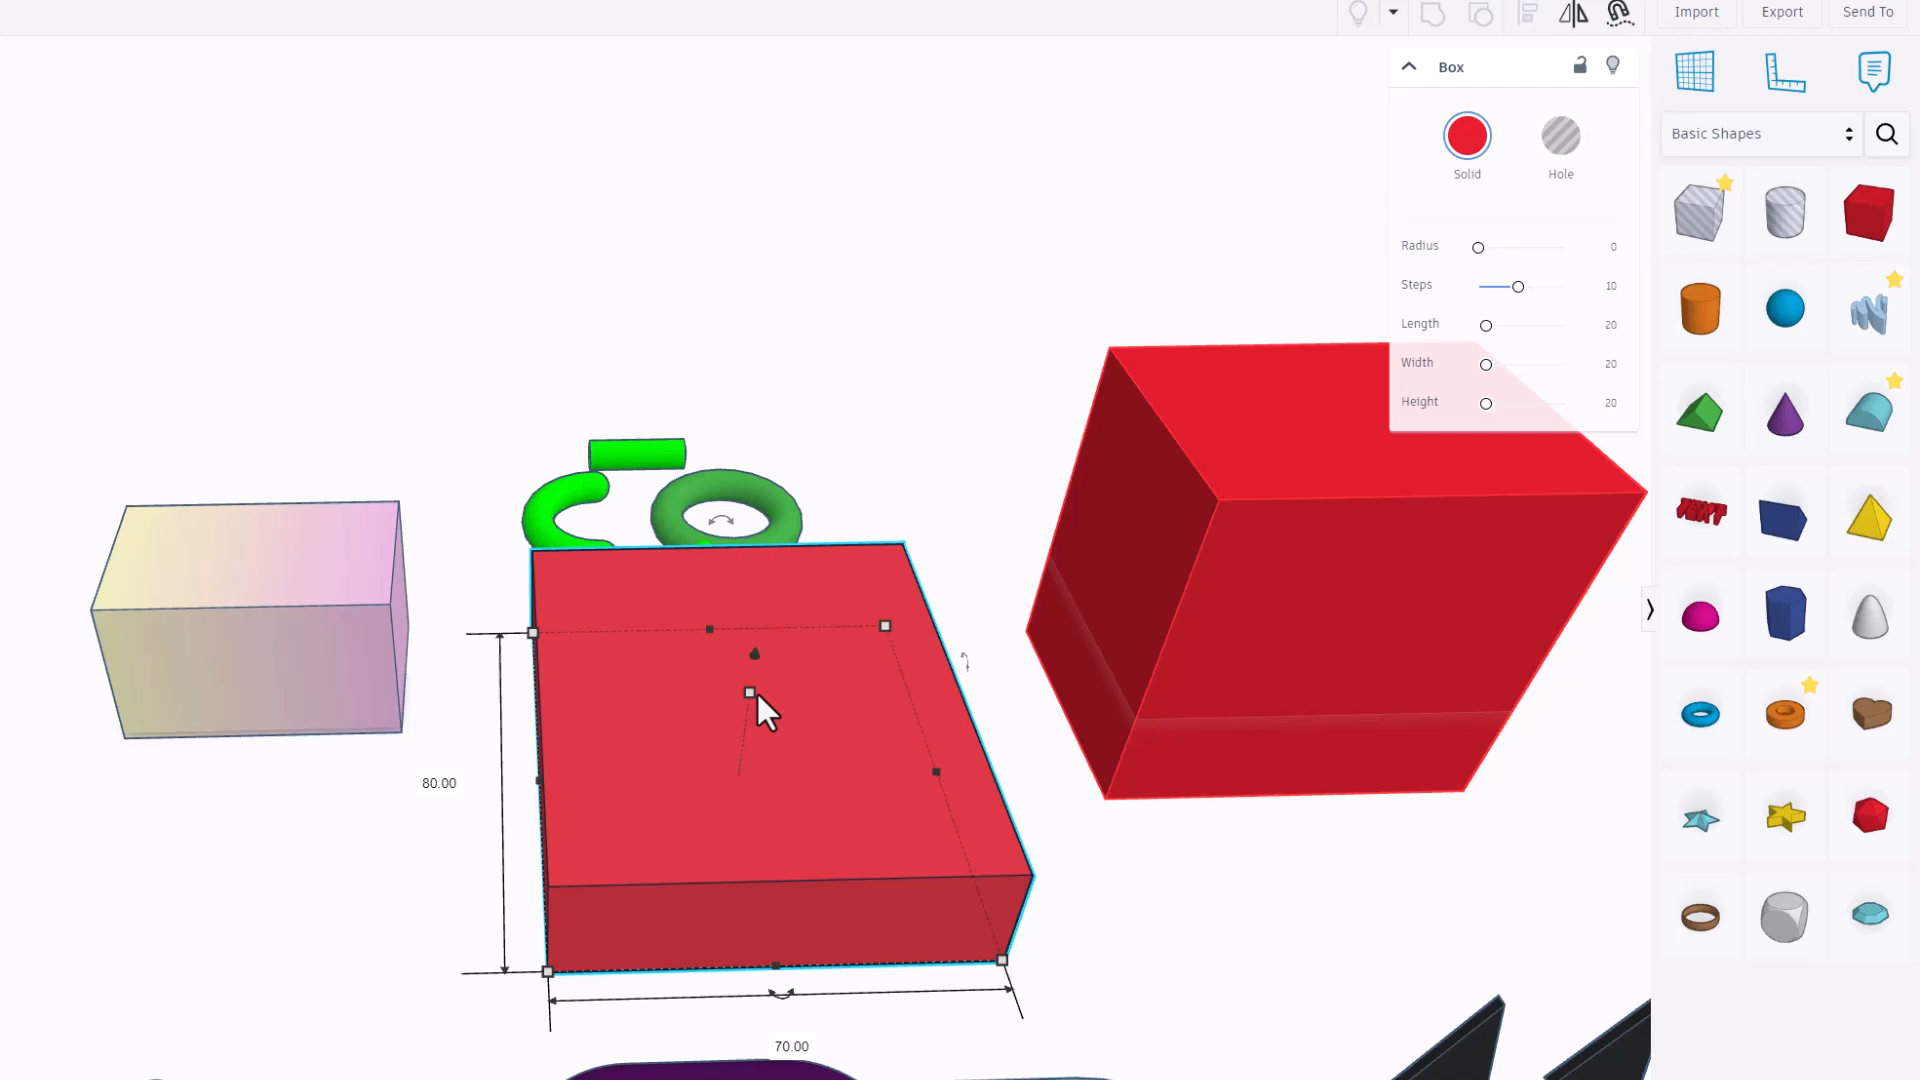 Import
Export
Send To
Box
Solid
Hole
Radius
0
Steps
10
Length
20
Width
20
Height
20
Basic Shapes
80.00
70.00